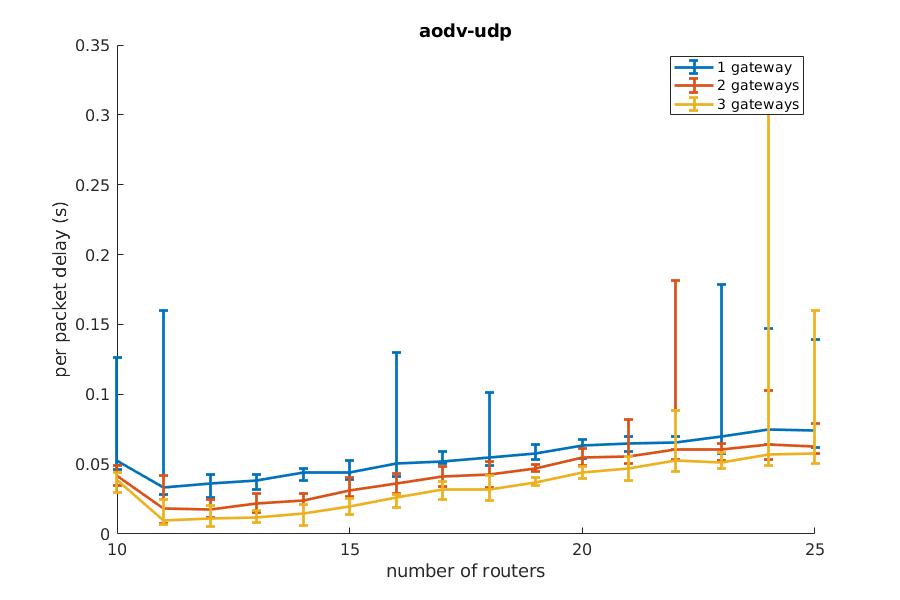 aodv-udp
0.35
0.3
0.25
0.2
0.15
0.1
0.05
0
per packet delay (s)
1 gateway
2 gateways
3 gateways
10
15
20
25
number of routers